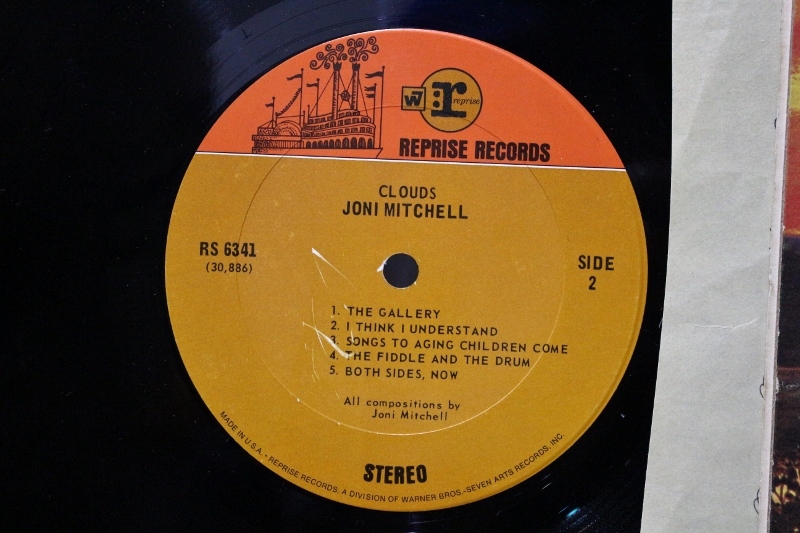 W7 r reprise
REPRISE RECORDS
CLOUDS
JONI MITCHELL
RS 6341
(30,886)
SIDE
2
1. THE GALLERY
2. I THINK I UNDERSTAND
3. SONGS TO AGING CHILDREN COME
4. THE FIDDLE AND THE DRUM
5. BOTH SIDES, NOW
All compositions by
Joni Mitchell
STEREO
MADE IN U.S.A. • REPRISE RECORDS, A DIVISION OF WARNER BROS.-SEVEN ARTS RECORDS, INC.